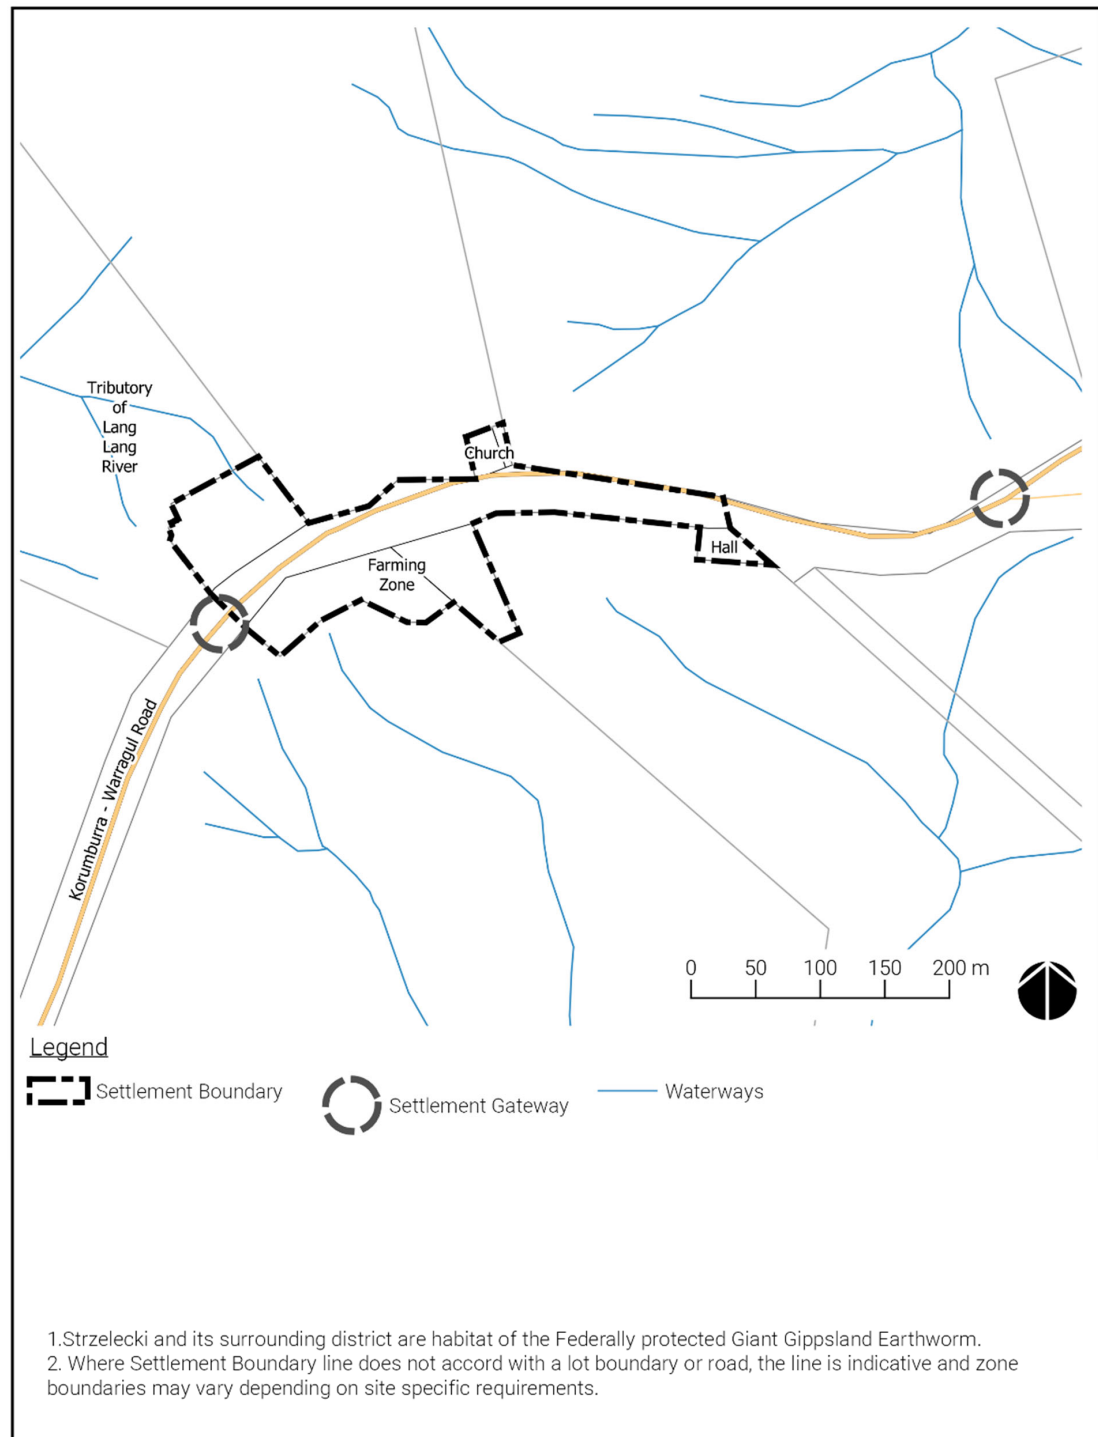 Tributory
of
Lang
Lang
River
Church
Hall
Farming
Zone
Korumburra - Warragul Road
0 50 100 150 200 m
Legend
Settlement Boundary
Settlement Gateway
Waterways
1.Strzelecki and its surrounding district are habitat of the Federally protected Giant Gippsland Earthworm.
2. Where Settlement Boundary line does not accord with a lot boundary or road, the line is indicative and zone
boundaries may vary depending on site specific requirements.